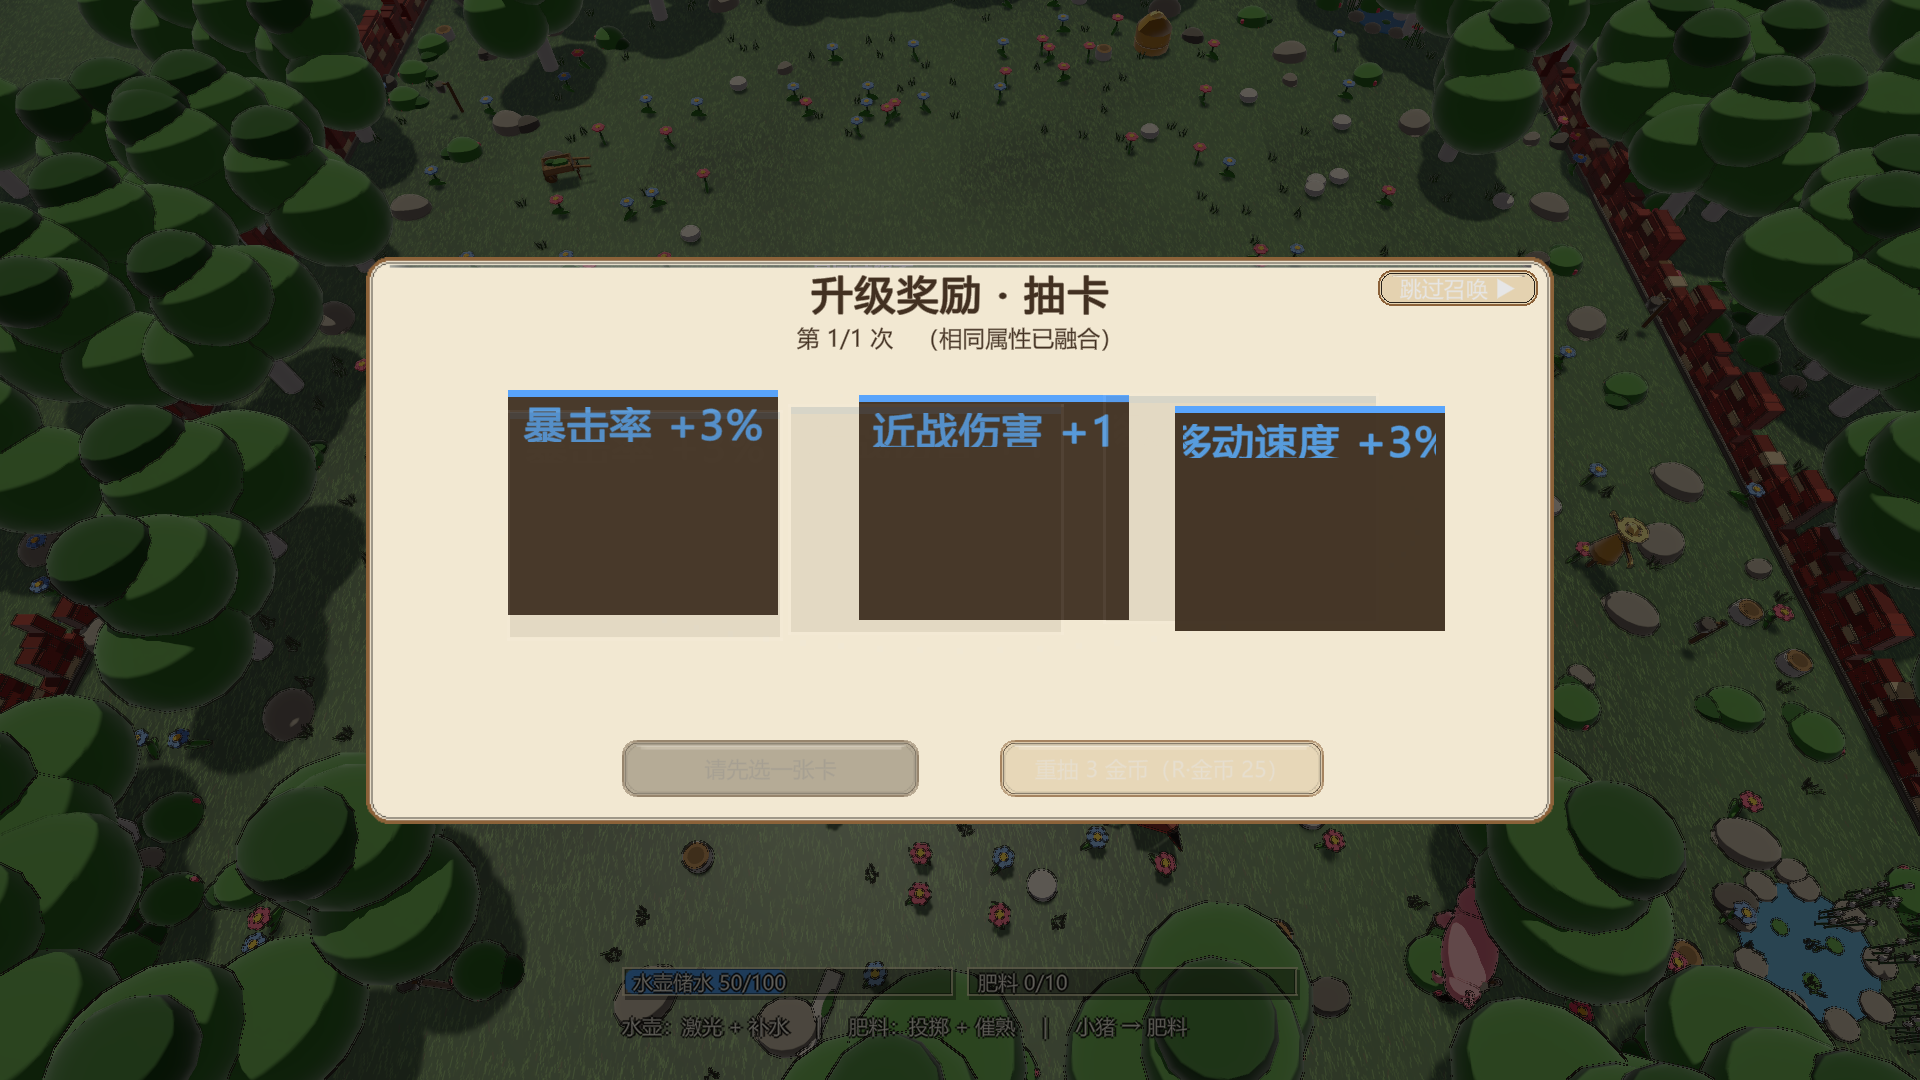 升级奖励 · 抽卡
跳过召唤 ▶
第 1/1 次 （相同属性已融合）
暴击率 +3%
近战伤害 +1
移动速度 +3%
请先选一张卡
重抽 3 金币（R·金币 25）
水壶储水 50/100
肥料 0/10
水壶：激光 + 补水 | 肥料：投掷 + 催熟 | 小猪 → 肥料